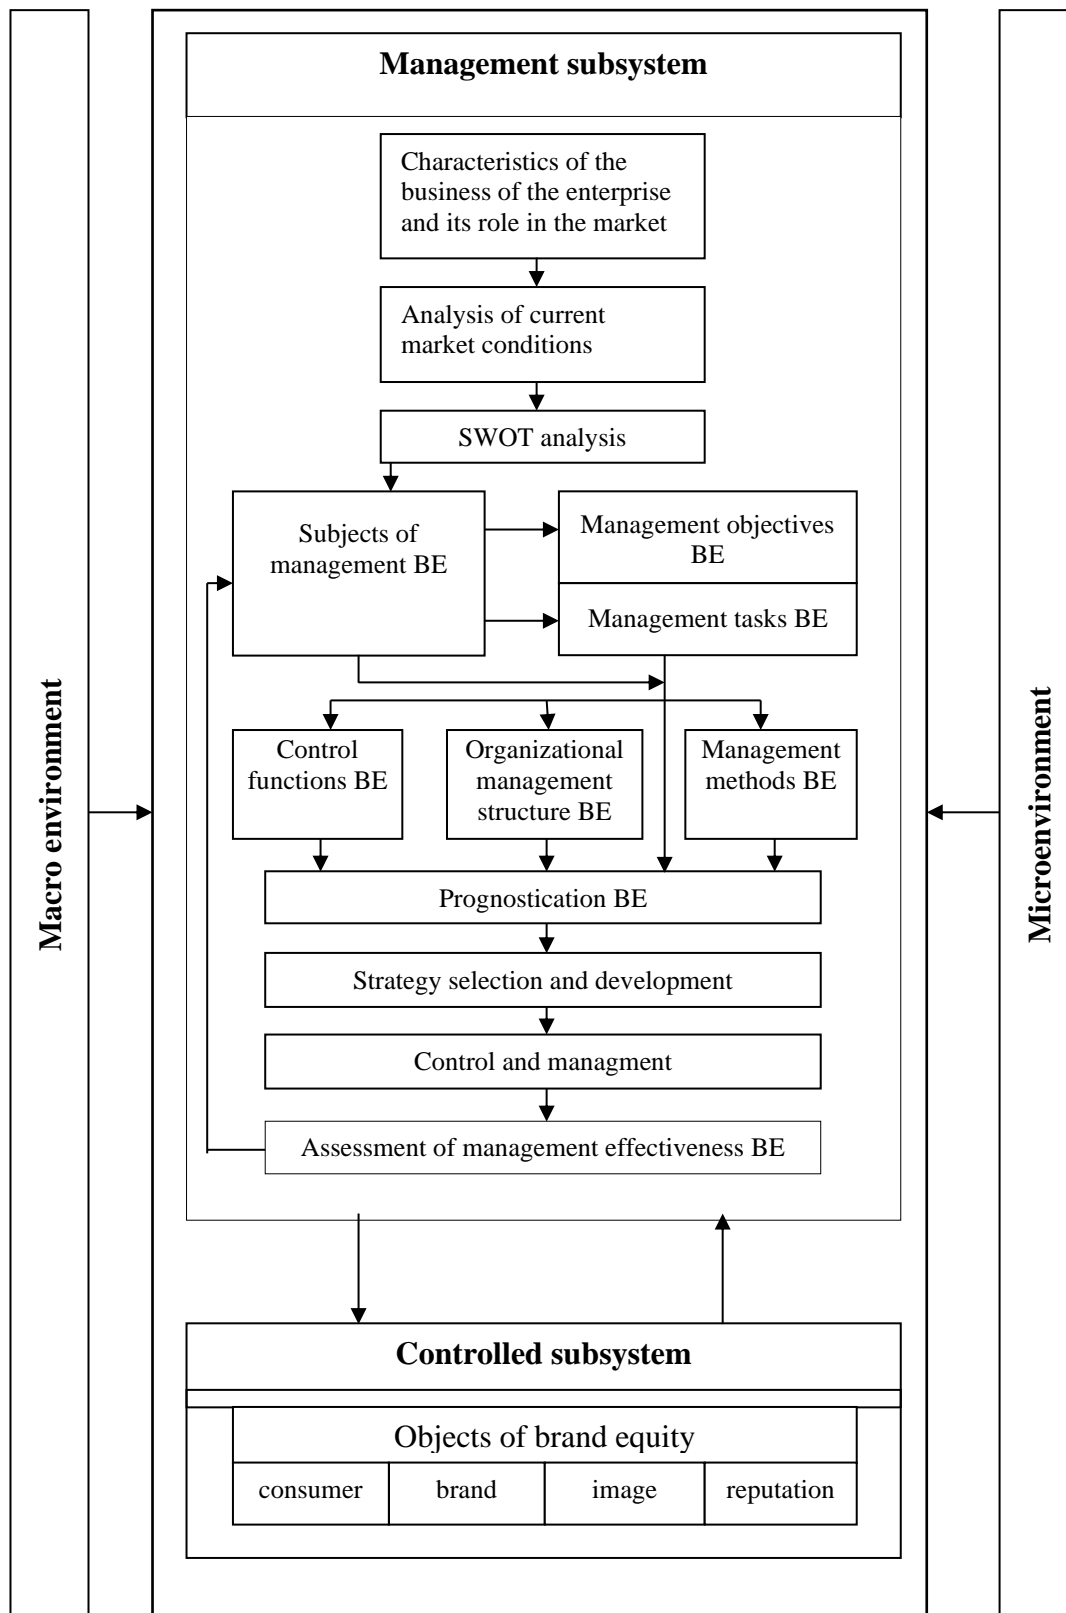 Management subsystem
Characteristics of the
business of the enterprise
and its role in the market
Analysis of current
market conditions
SWOT analysis
Subjects of
management BE
Management objectives
BE
Management tasks BE
Control
functions BE
Organizational
management
structure BE
Management
methods BE
Prognostication BE
Strategy selection and development
Control and managment
Assessment of management effectiveness BE
Macro environment
Microenvironment
Controlled subsystem
Objects of brand equity
consumer
brand
image
reputation